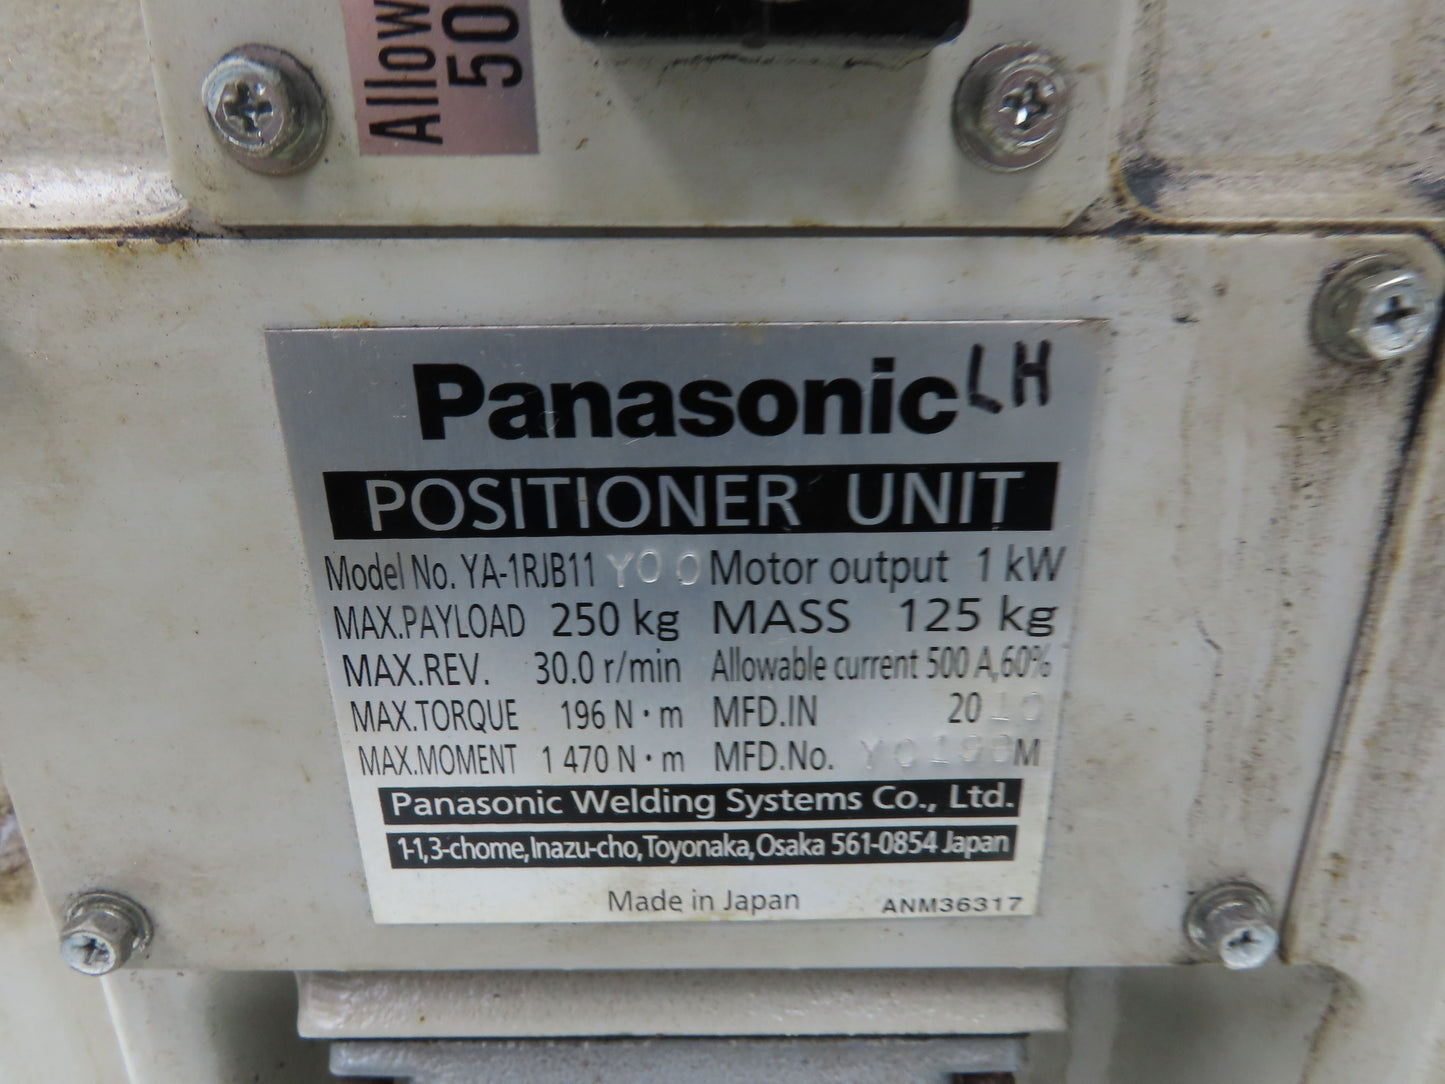 Allow
50
Panasonic LH
POSITIONER UNIT
Model No. YA-1RJB11 Y00 Motor output 1 kW
MAX.PAYLOAD 250 kg MASS 125 kg
MAX.REV. 30.0 r/min Allowable current 500 A,60%
MAX.TORQUE 196 N・m MFD.IN 2010
MAX.MOMENT 1 470 N・m MFD.No.
Panasonic Welding Systems Co., Ltd.
1-1,3-chome,Inazu-cho,Toyonaka,Osaka 561-0854 Japan
Made in Japan ANM36317